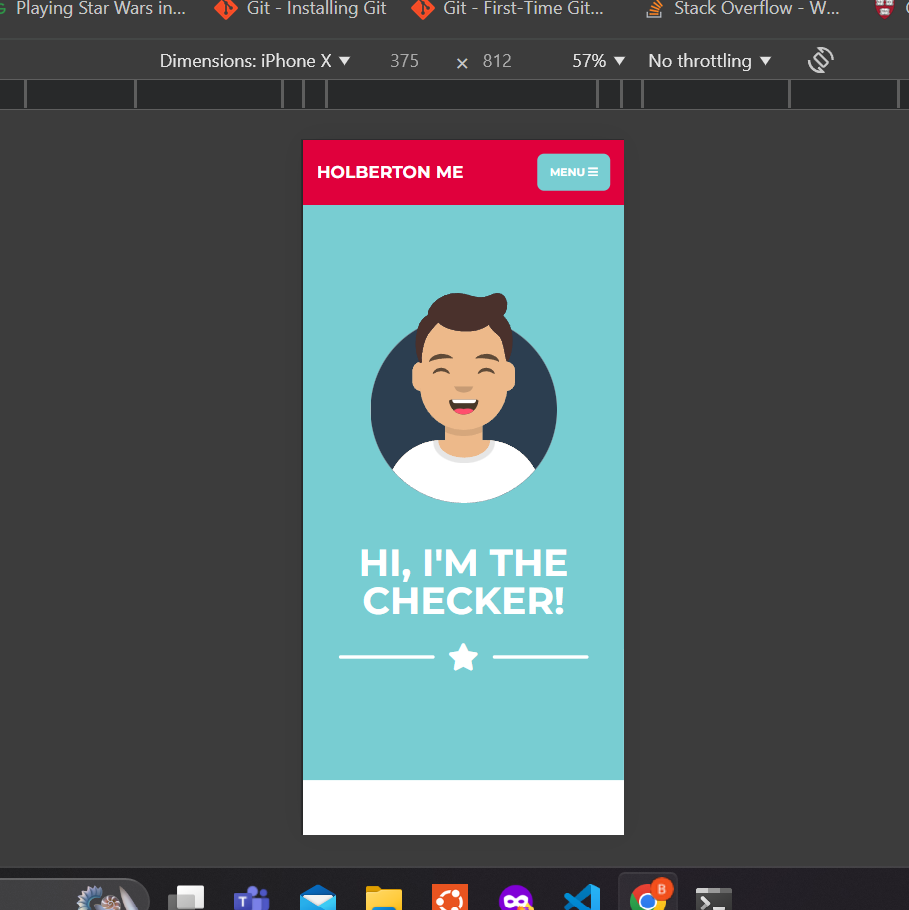 Playing Star Wars in...
Git - Installing Git
Git - First-Time Git...
Stack Overflow - W...
Dimensions: iPhone X ▼
375 × 812
57% ▼
No throttling ▼
HOLBERTON ME
MENU
HI, I'M THE
CHECKER!
T
B